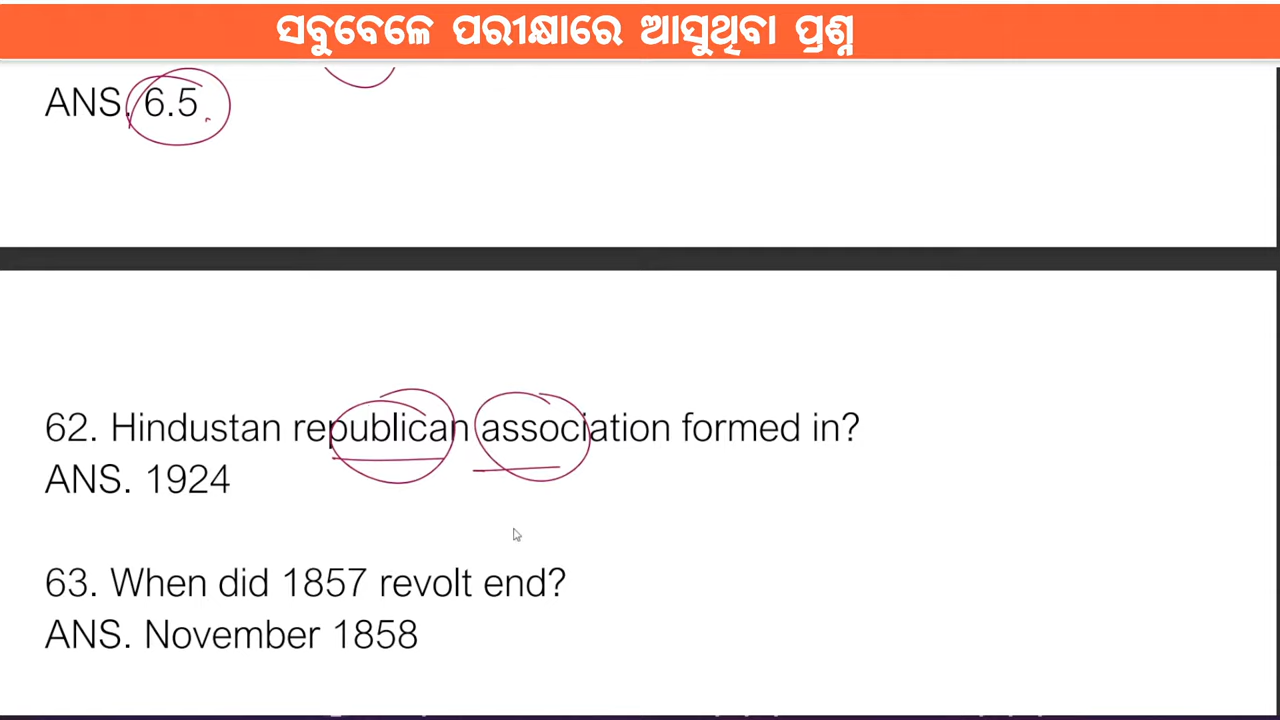 ସବୁବେଳେ ପରୀକ୍ଷାରେ ଆସୁଥିବା ପ୍ରଶ୍ନ
ANS. 6.5
62. Hindustan republican association formed in?
ANS. 1924
63. When did 1857 revolt end?
ANS. November 1858